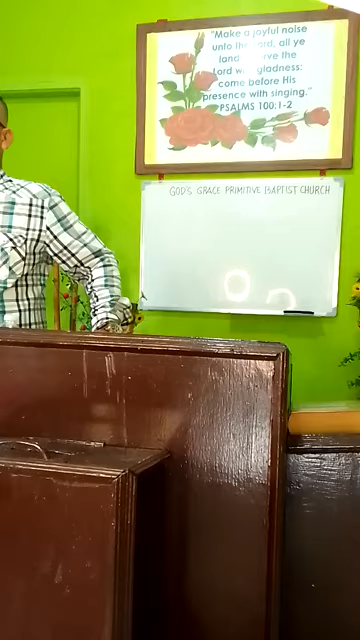 "Make a joyful noise
unto the Lord, all ye
land serve the
Lord with gladness:
come before His
presence with singing."
PSALMS 100:1-2
GOD'S GRACE PRIMITIVE BAPTIST CHURCH